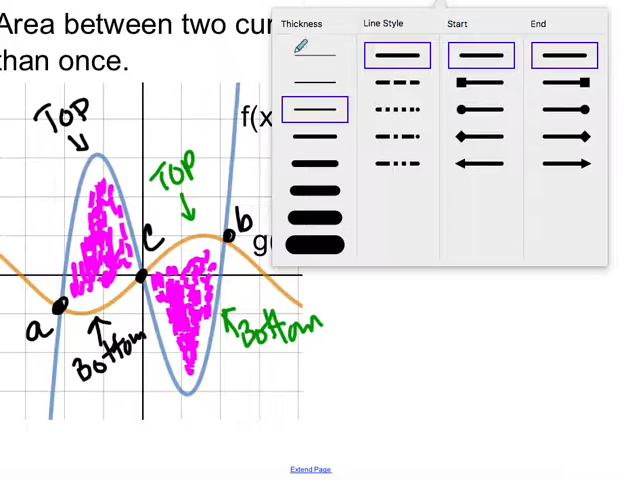 Area between two cur
than once.
Thickness
Line Style
Start
End
TOP
f(x
TOP
C
b
g(
a
Bottom
Bottom
Extend Page